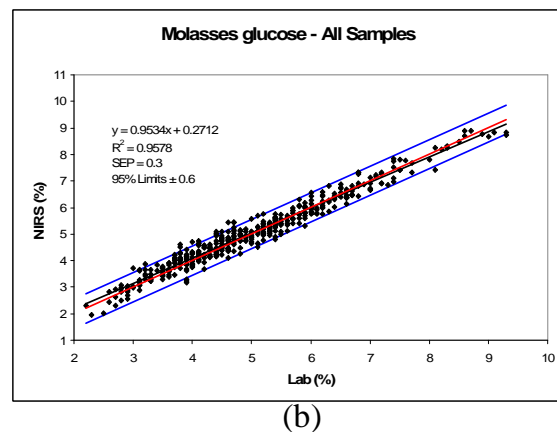 Molasses glucose - All Samples
11
10
9
8
7
6
5
4
3
2
1
NIRS (%)
y = 0.9534x + 0.2712
R² = 0.9578
SEP = 0.3
95% Limits ± 0.6
2 3 4 5 6 7 8 9 10
Lab (%)
(b)